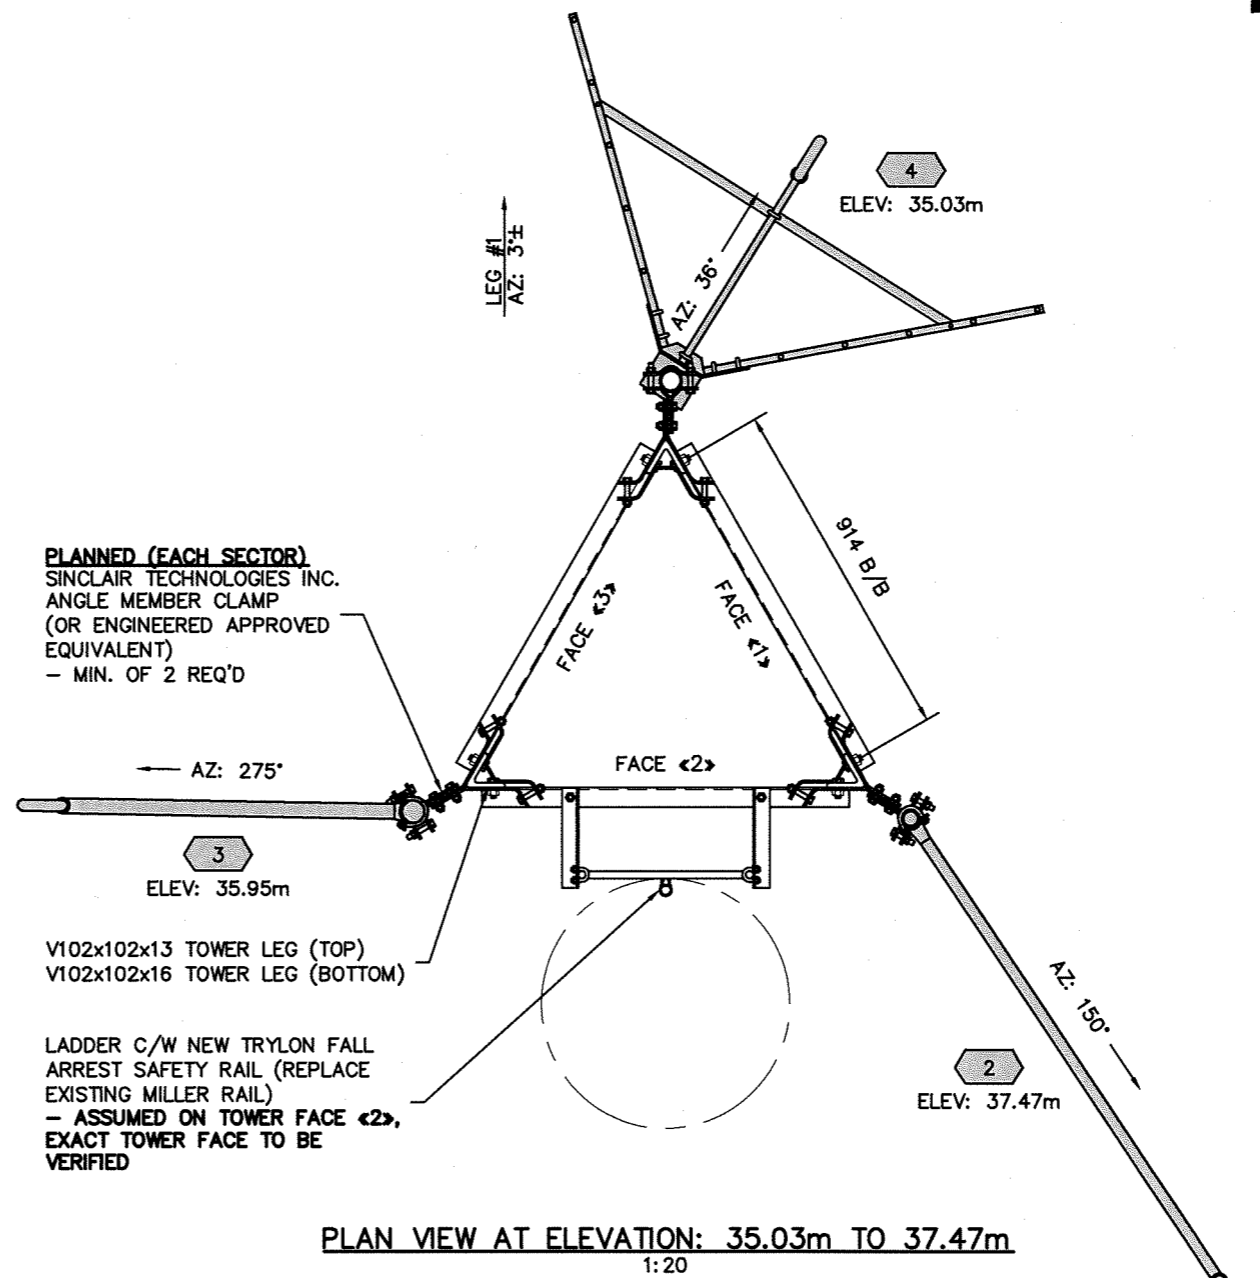 4
ELEV: 35.03m
LEG #1
AZ: 3°±
AZ: 36°
914 B/B
PLANNED (EACH SECTOR)
SINCLAIR TECHNOLOGIES INC.
ANGLE MEMBER CLAMP
(OR ENGINEERED APPROVED
EQUIVALENT)
– MIN. OF 2 REQ'D
FACE «3»
FACE «1»
FACE «2»
AZ: 275°
3
ELEV: 35.95m
V102x102x13 TOWER LEG (TOP)
V102x102x16 TOWER LEG (BOTTOM)
AZ: 150°
LADDER C/W NEW TRYLON FALL
ARREST SAFETY RAIL (REPLACE
EXISTING MILLER RAIL)
– ASSUMED ON TOWER FACE «2»,
EXACT TOWER FACE TO BE
VERIFIED
2
ELEV: 37.47m
PLAN VIEW AT ELEVATION: 35.03m TO 37.47m
1:20